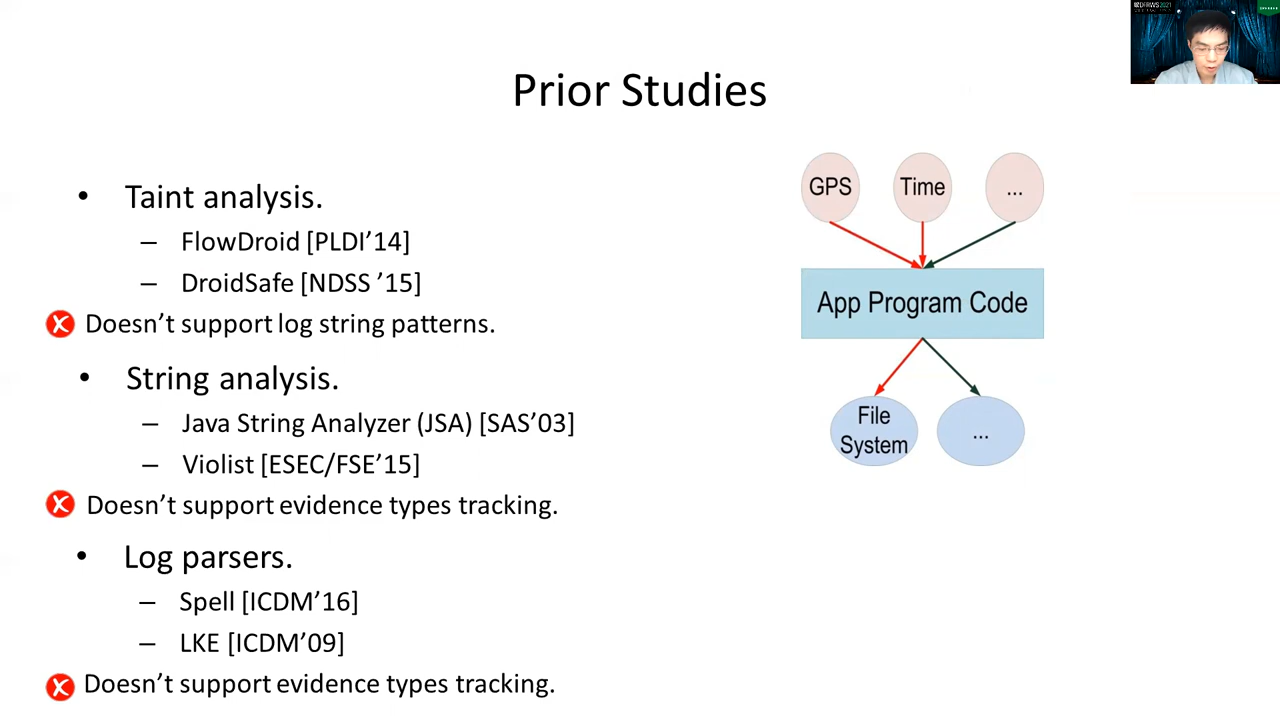 DFRWS2021
Prior Studies
• Taint analysis.
– FlowDroid [PLDI’14]
– DroidSafe [NDSS ’15]
Doesn’t support log string patterns.
• String analysis.
– Java String Analyzer (JSA) [SAS’03]
– Violist [ESEC/FSE’15]
Doesn’t support evidence types tracking.
• Log parsers.
– Spell [ICDM’16]
– LKE [ICDM’09]
Doesn’t support evidence types tracking.
GPS
Time
...
App Program Code
File
System
...